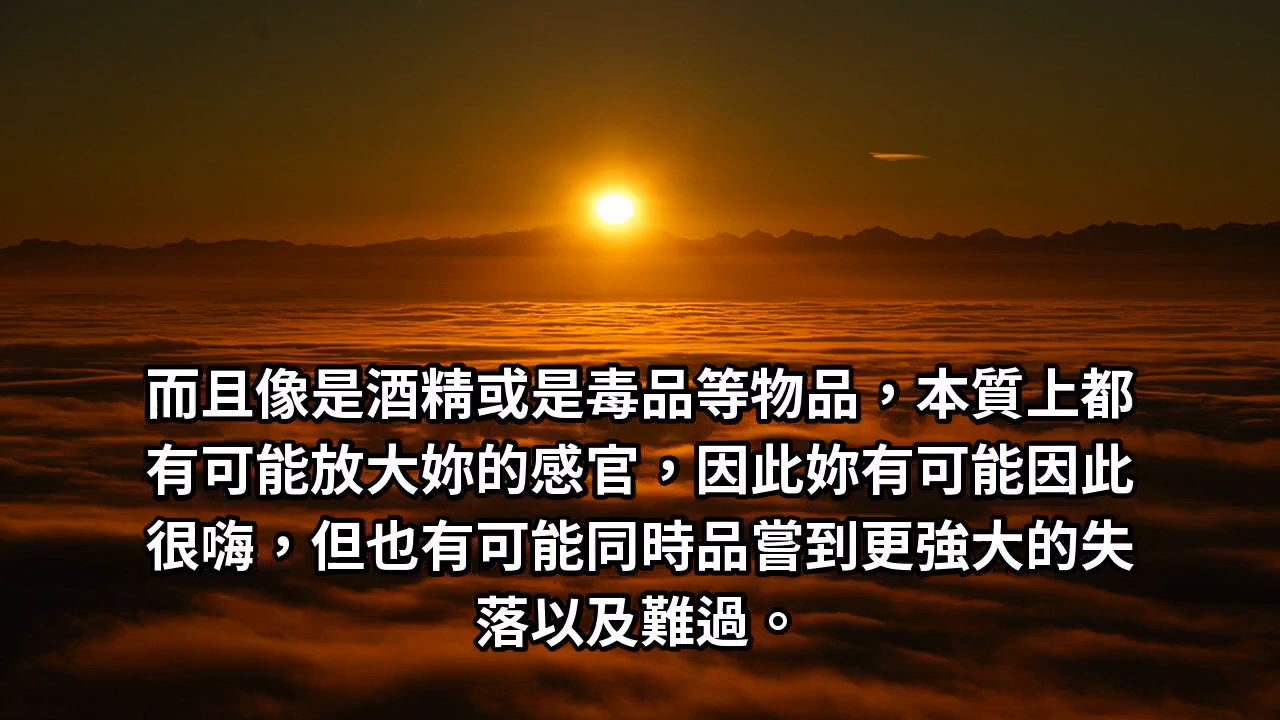 而且像是酒精或是毒品等物品，本質上都
有可能放大妳的感官，因此妳有可能因此
很嗨，但也有可能同時品嘗到更強大的失
落以及難過。